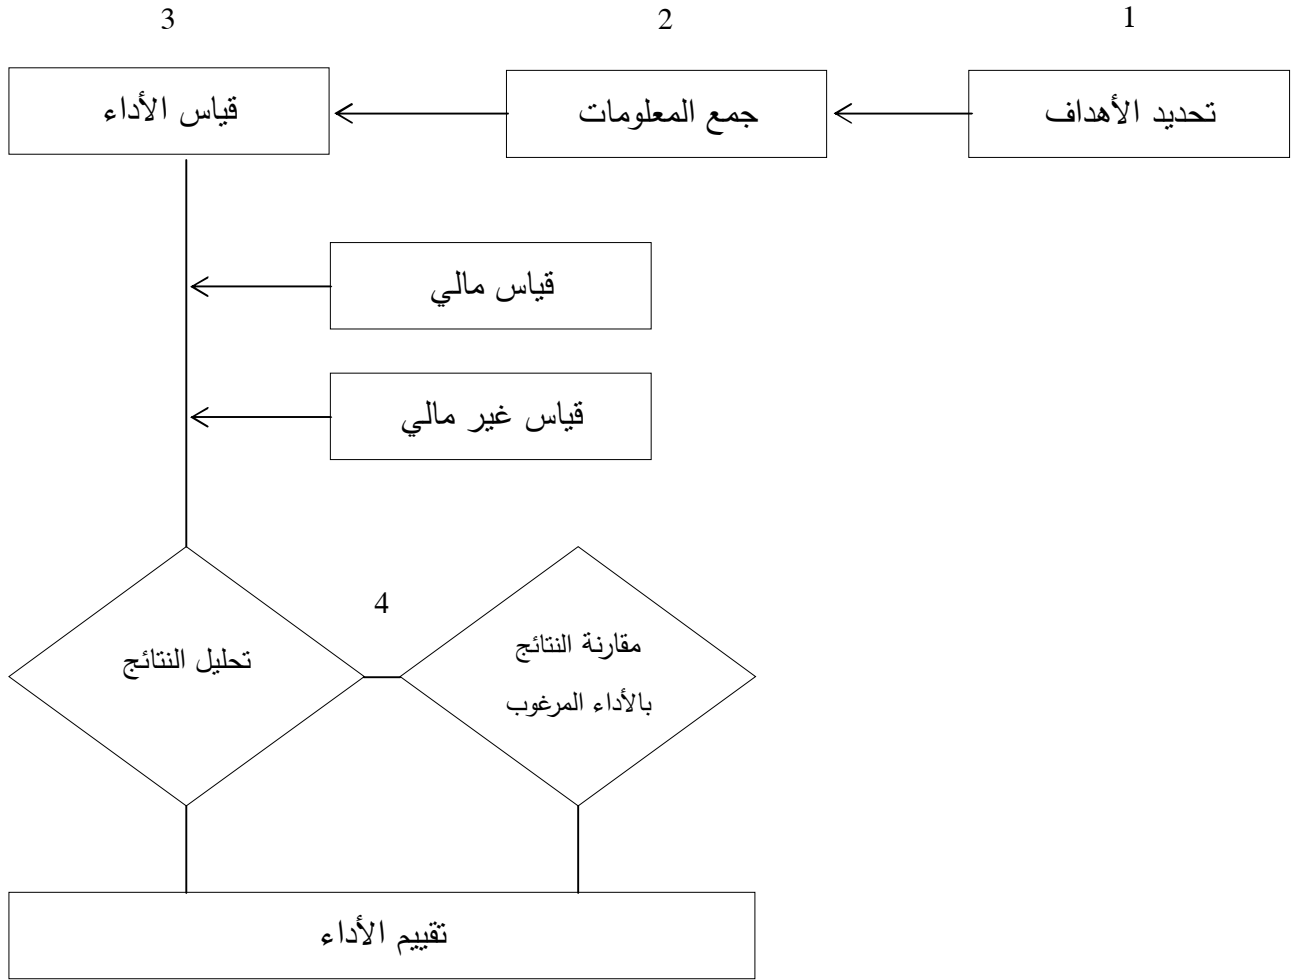 1
2
3
تحديد الأهداف
جمع المعلومات
قياس الأداء
قياس مالي
قياس غير مالي
4
مقارنة النتائج
بالأداء المرغوب
تحليل النتائج
تقييم الأداء